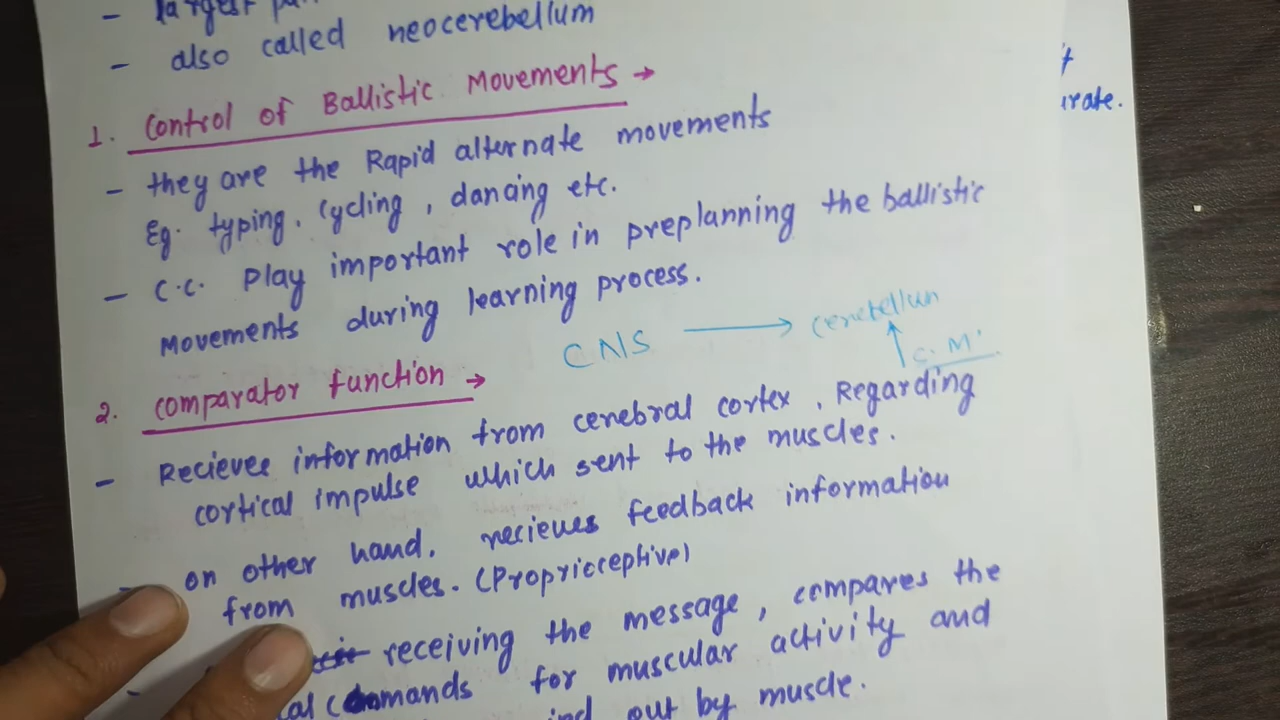 - largest
- also called neocerebellum
1. Control of Ballistic Movements →
- they are the Rapid alternate movements
Eg. typing, Cycling, dancing etc.
- C.C. Play important role in preplanning the ballistic
Movements during learning process.
CNS → cerebellum
↑ C.M.
2. comparator function →
- Recieves information from cerebral cortex, Regarding
cortical impulse which sent to the muscles.
- on other hand, recieves feedback information
from muscles. (Proprioceptive)
- receiving the message, compares the
demands for muscular activity and
out by muscle.